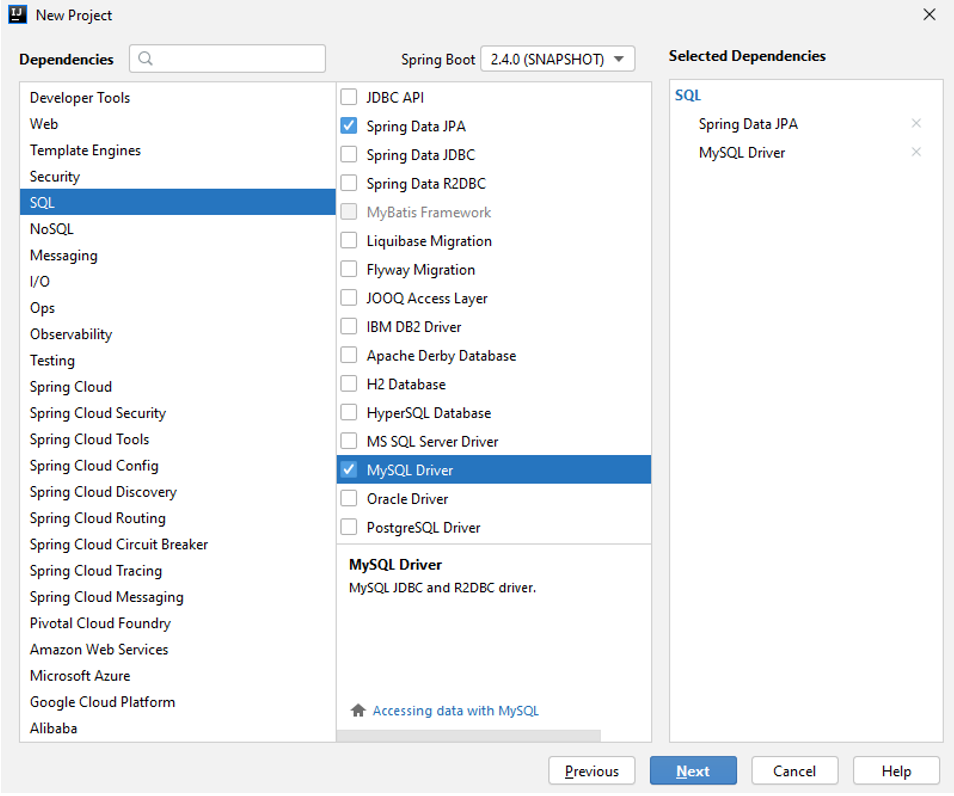 New Project
Dependencies
Spring Boot 2.4.0 (SNAPSHOT)
Selected Dependencies
Developer Tools
Web
Template Engines
Security
SQL
NoSQL
Messaging
I/O
Ops
Observability
Testing
Spring Cloud
Spring Cloud Security
Spring Cloud Tools
Spring Cloud Config
Spring Cloud Discovery
Spring Cloud Routing
Spring Cloud Circuit Breaker
Spring Cloud Tracing
Spring Cloud Messaging
Pivotal Cloud Foundry
Amazon Web Services
Microsoft Azure
Google Cloud Platform
Alibaba
JDBC API
Spring Data JPA
Spring Data JDBC
Spring Data R2DBC
MyBatis Framework
Liquibase Migration
Flyway Migration
JOOQ Access Layer
IBM DB2 Driver
Apache Derby Database
H2 Database
HyperSQL Database
MS SQL Server Driver
MySQL Driver
Oracle Driver
PostgreSQL Driver
MySQL Driver
MySQL JDBC and R2DBC driver.
Accessing data with MySQL
SQL
Spring Data JPA
MySQL Driver
Previous
Next
Cancel
Help